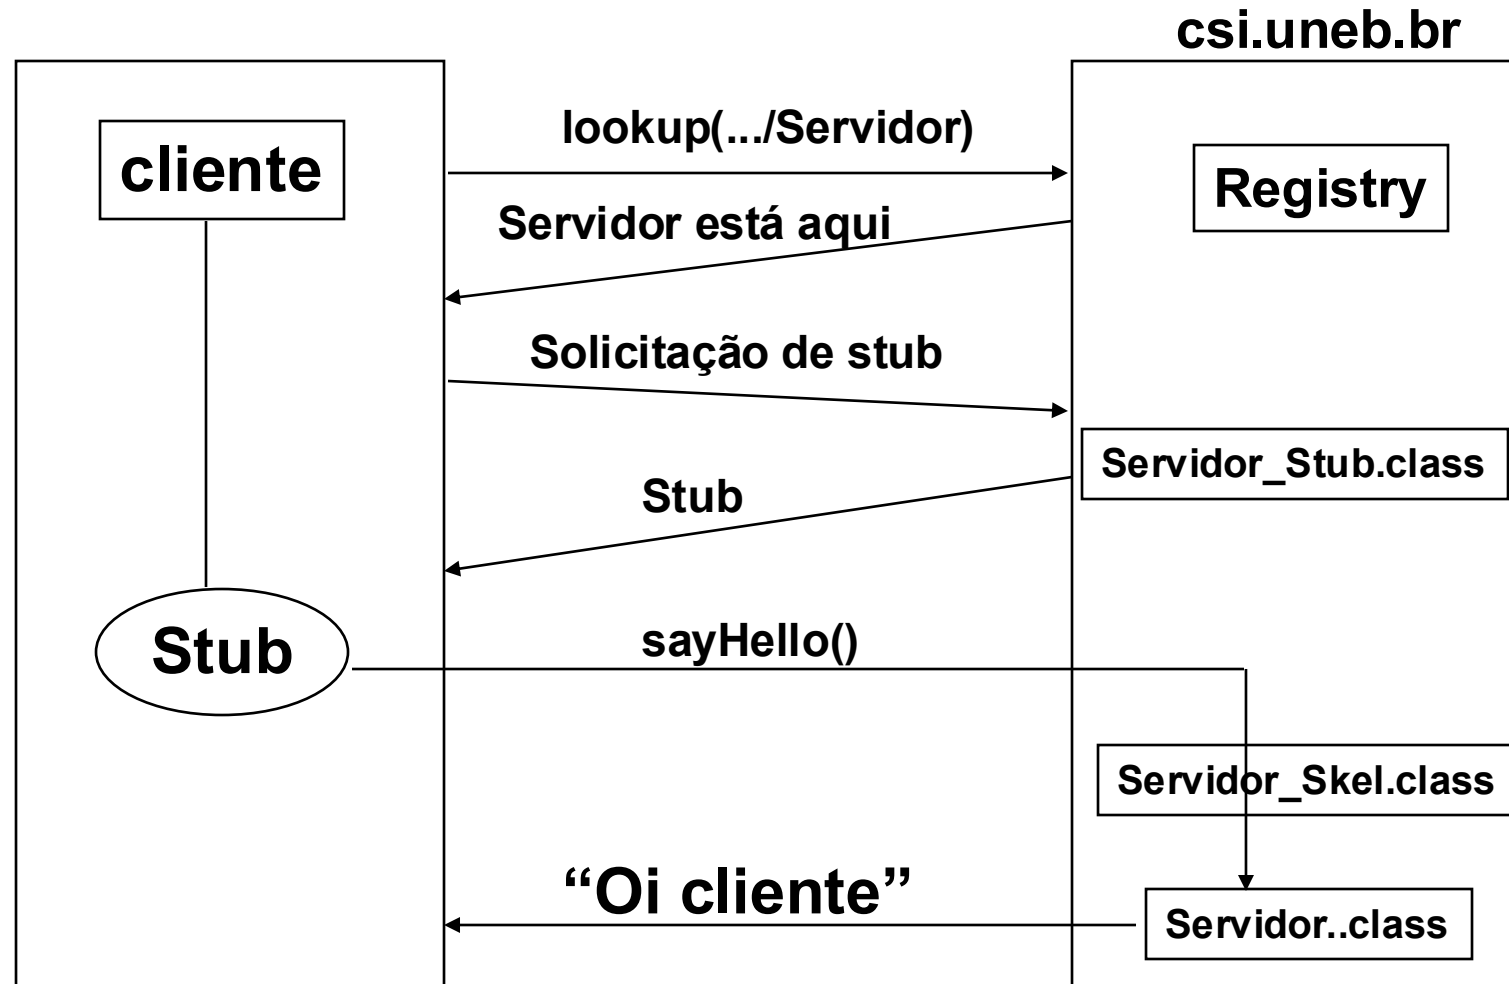 csi.uneb.br
lookup(.../Servidor)
cliente
Registry
Servidor está aqui
Solicitação de stub
Servidor_Stub.class
Stub
Stub
sayHello()
Servidor_Skel.class
“Oi cliente”
Servidor..class